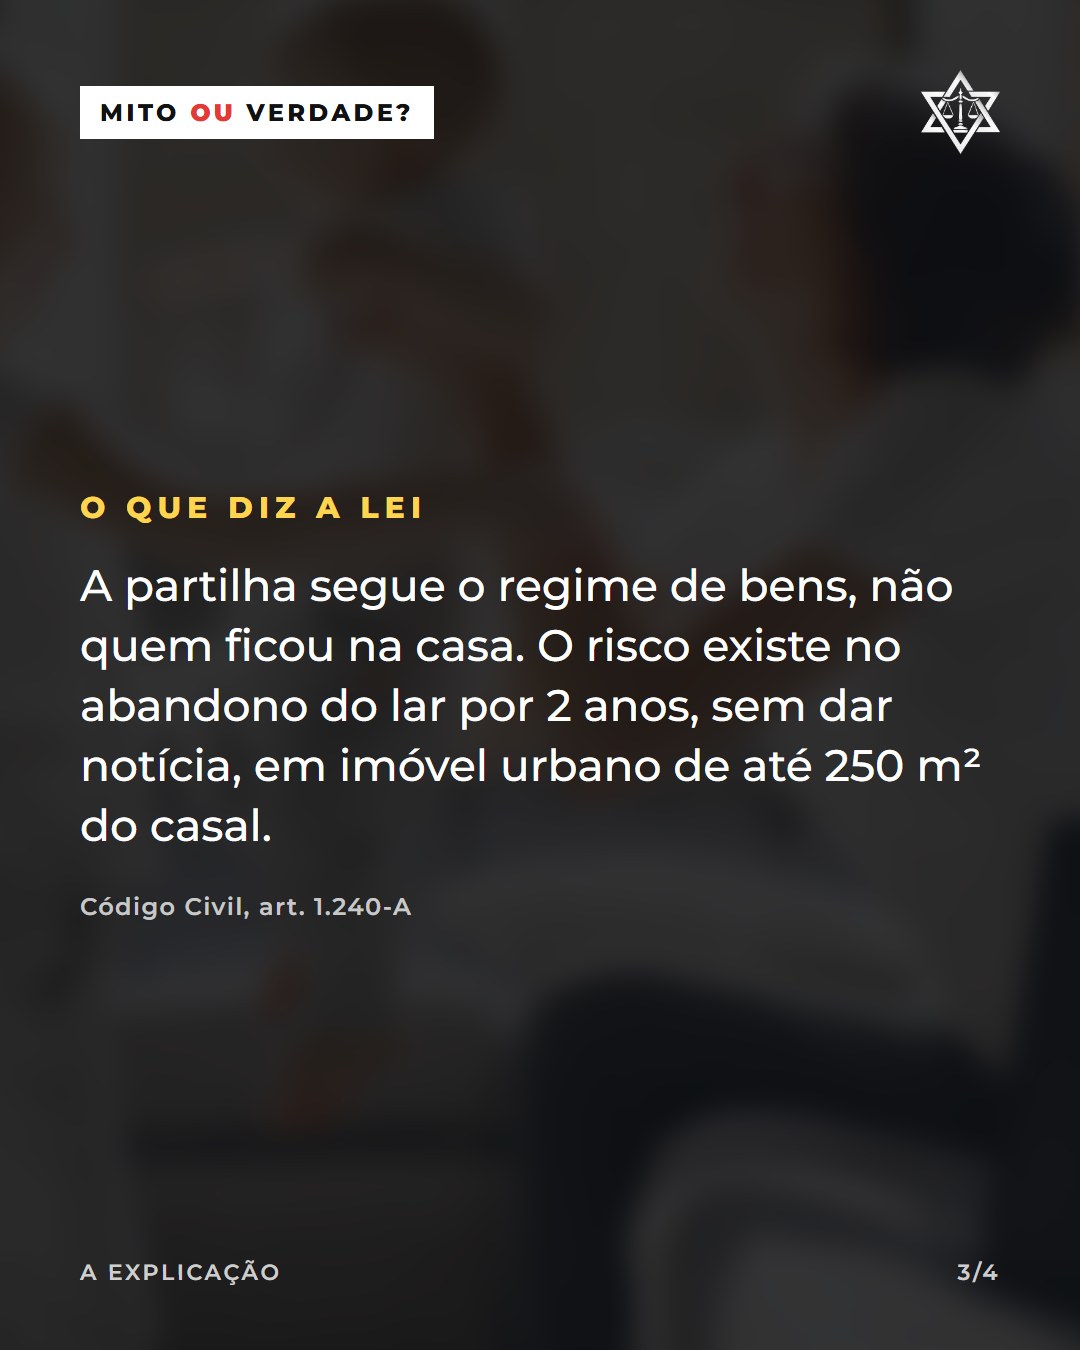 MITO OU VERDADE?
O QUE DIZ A LEI
A partilha segue o regime de bens, não
quem ficou na casa. O risco existe no
abandono do lar por 2 anos, sem dar
notícia, em imóvel urbano de até 250 m²
do casal.
Código Civil, art. 1.240-A
A EXPLICAÇÃO
3/4